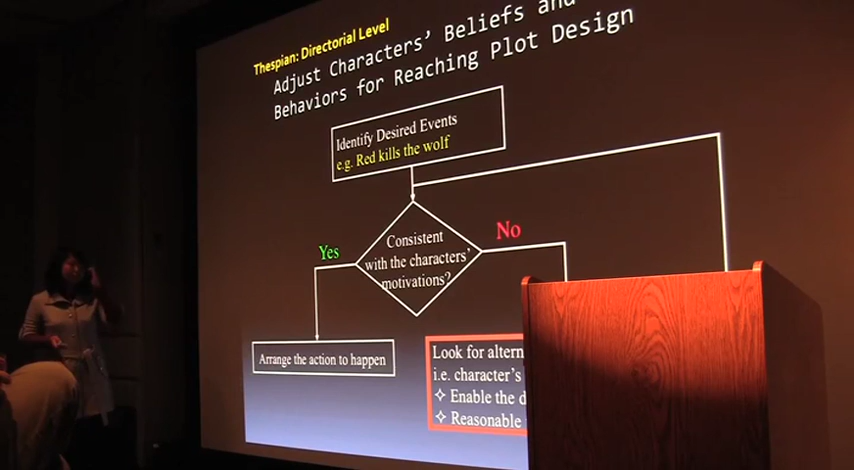 Thespian: Directorial Level
Adjust Characters' Beliefs and
Behaviors for Reaching Plot Design
Identify Desired Events
e.g. Red kills the wolf
Yes
No
Consistent
with the characters'
motivations?
Arrange the action to happen
Look for
i.e. character's
✧ Enable the
✧ Reasonable